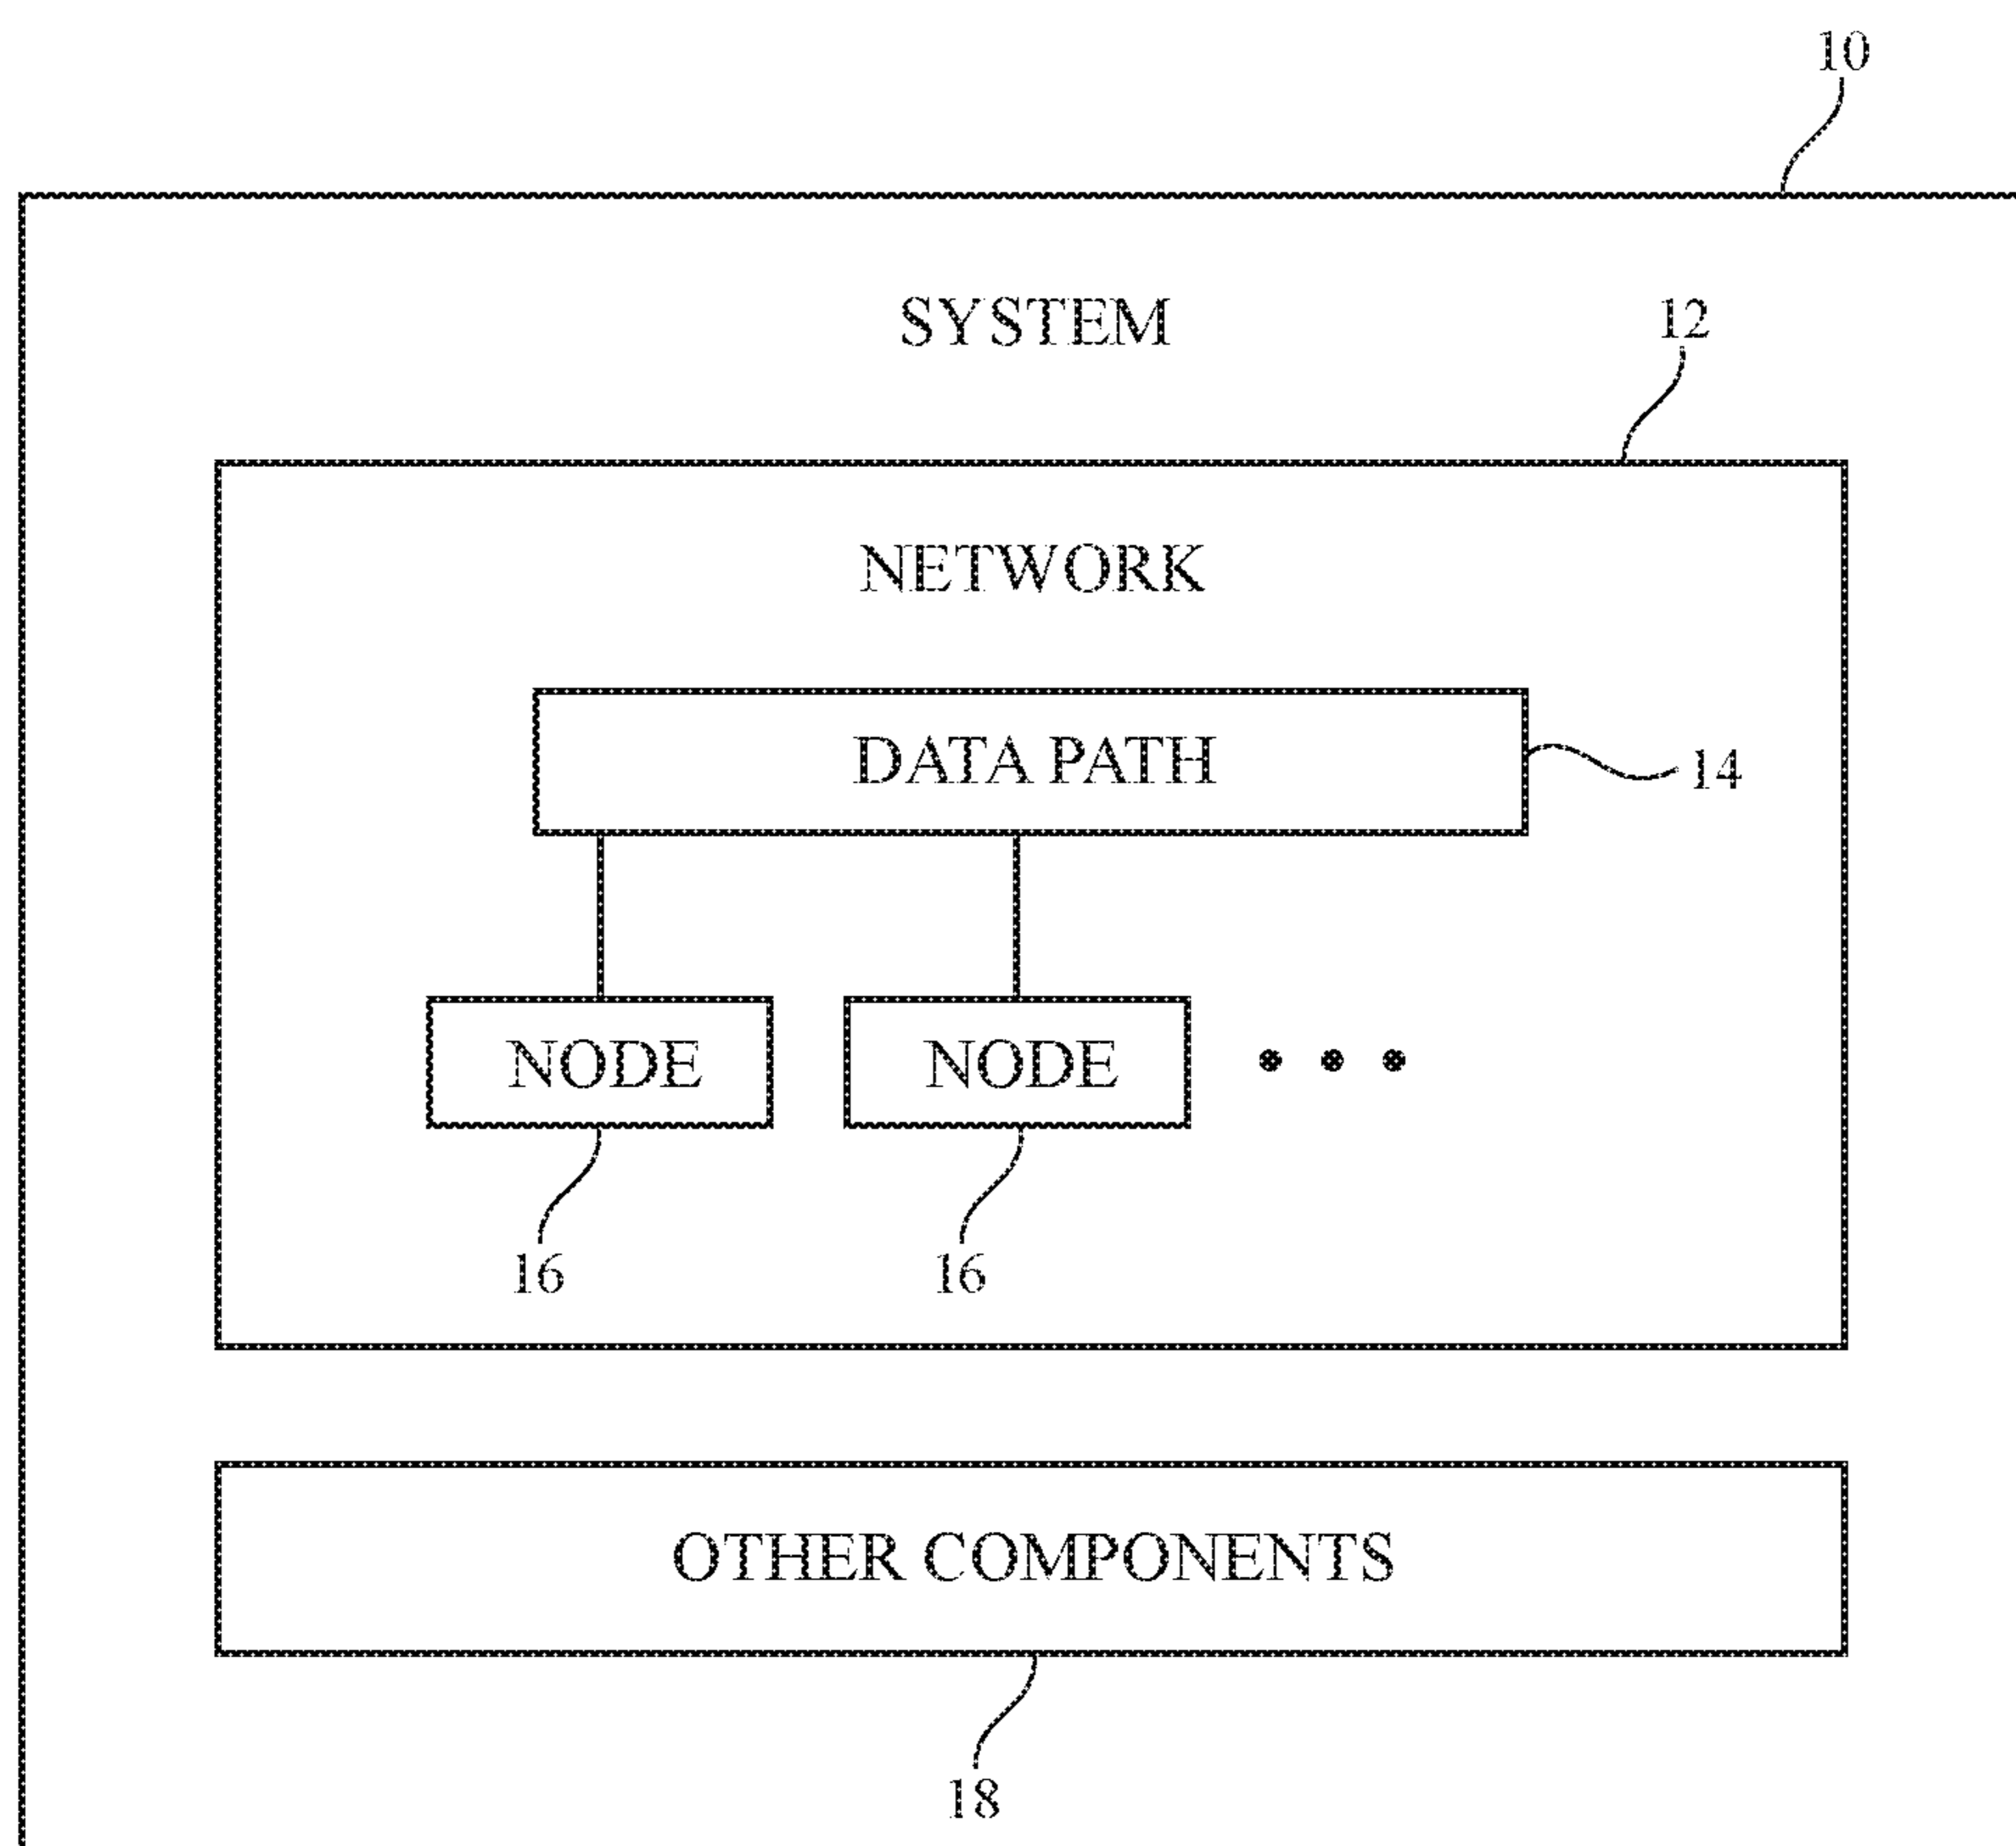 10
SYSTEM
12
NETWORK
DATA PATH
14
NODE
NODE
16
16
OTHER COMPONENTS
18